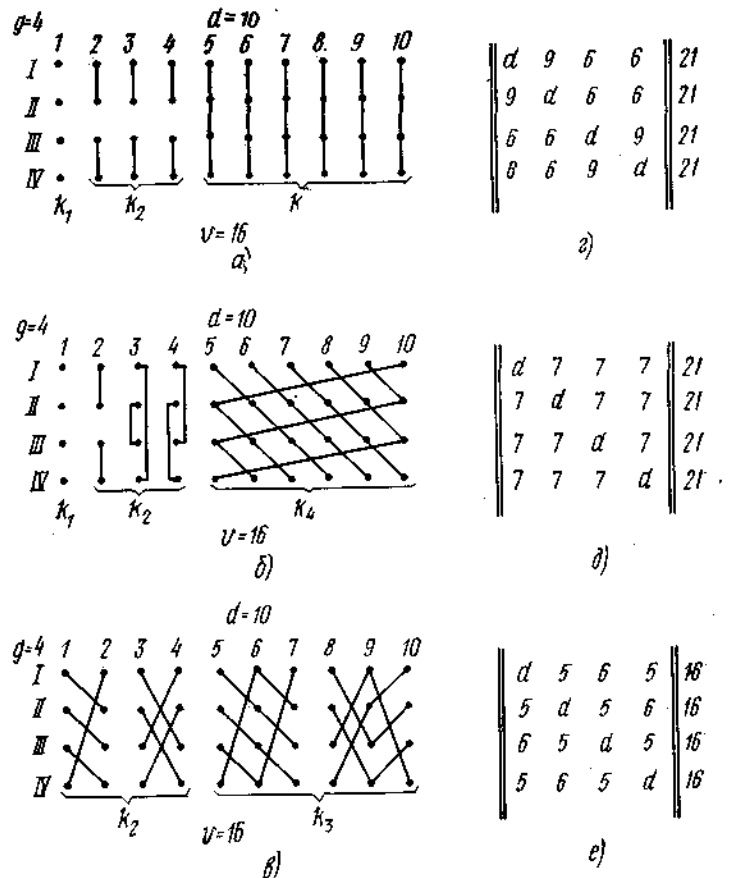 g=4 d=10
1 2 3 4 5 6 7 8 9 10
I
II
III
IV
k₁ k₂ k
v=16
а)
d 9 6 6 21
9 d 6 6 21
6 6 d 9 21
6 6 9 d 21
г)
g=4 d=10
1 2 3 4 5 6 7 8 9 10
I
II
III
IV
k₁ k₂ k₄
v=16
б)
d 7 7 7 21
7 d 7 7 21
7 7 d 7 21
7 7 7 d 21
д)
d=10
g=4 1 2 3 4 5 6 7 8 9 10
I
II
III
IV
k₂ k₃
v=16
в)
d 5 6 5 16
5 d 5 6 16
6 5 d 5 16
5 6 5 d 16
е)